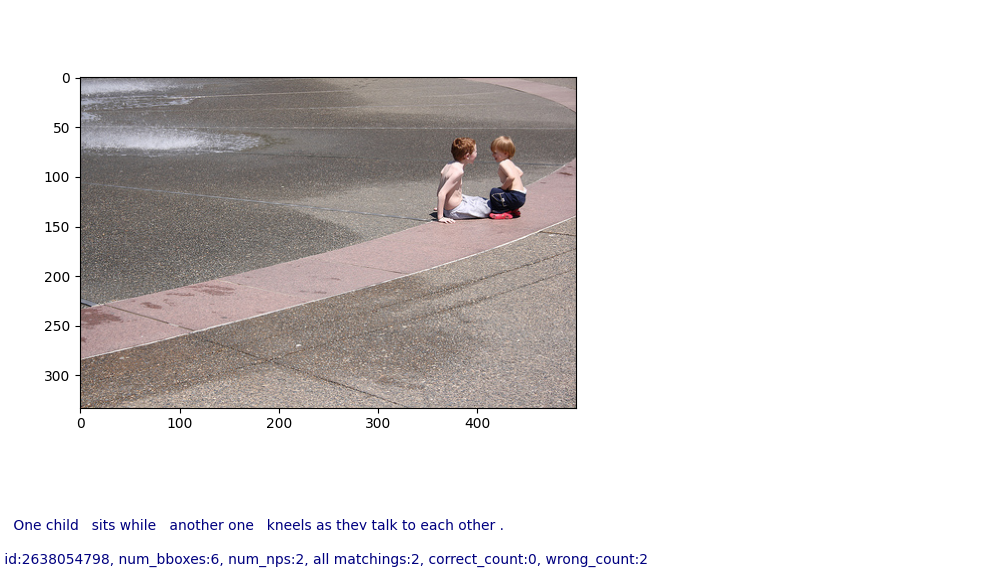 0
50
100
150
200
250
300
0 100 200 300 400
One child sits while another one kneels as thev talk to each other .
id:2638054798, num_bboxes:6, num_nps:2, all matchings:2, correct_count:0, wrong_count:2